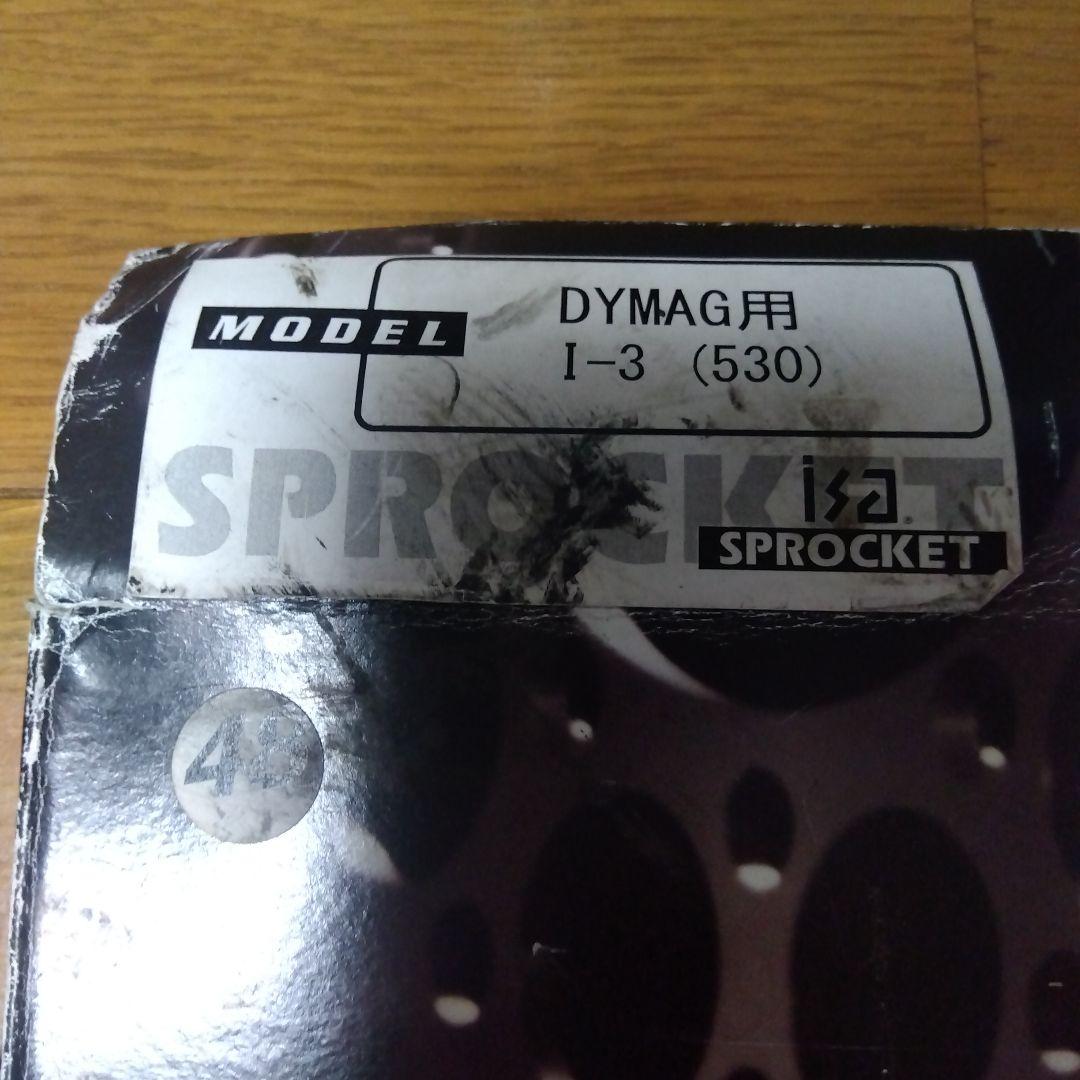 MODEL
DYMAG用
I-3 (530)
SPROCKET
isa
SPROCKET